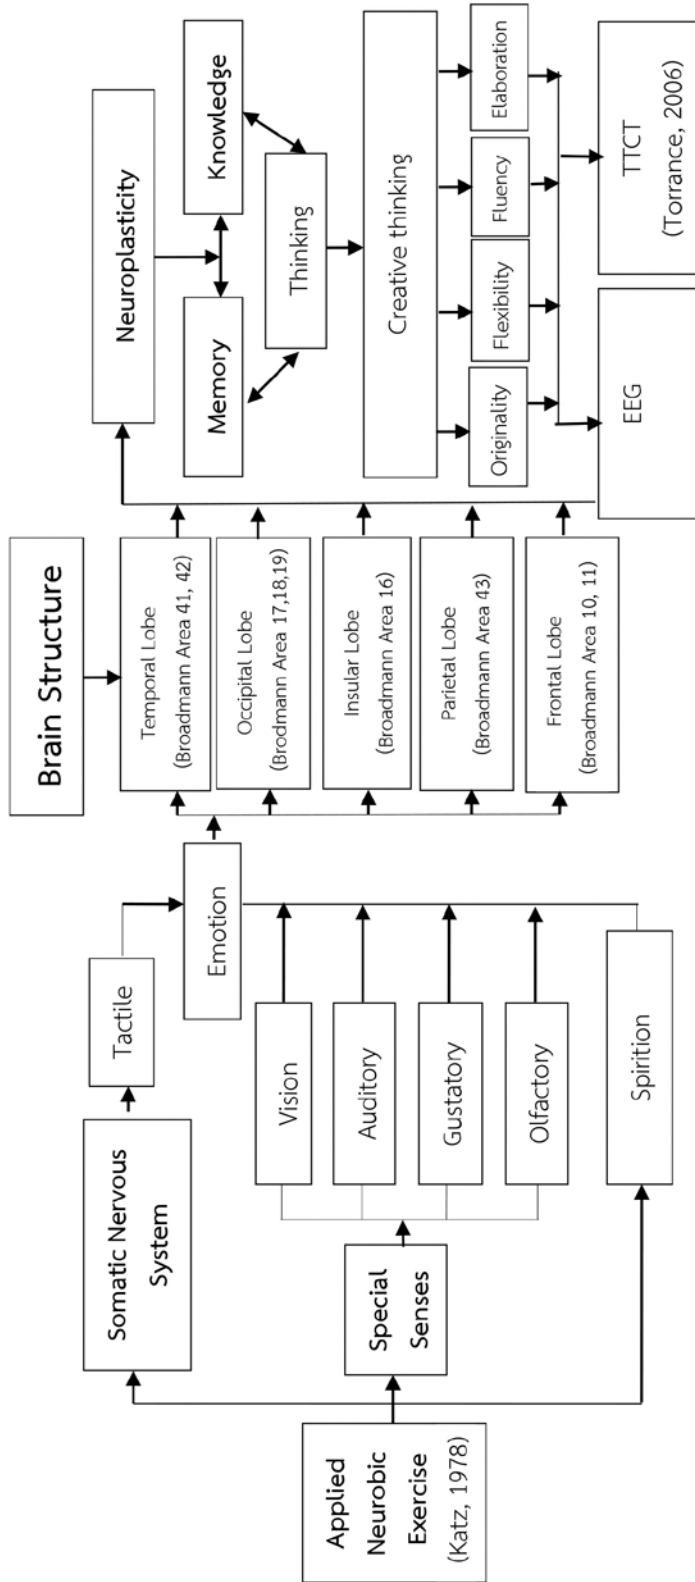 Applied
Neurobic
Exercise
(Katz, 1978)
Somatic Nervous
System
Special
Senses
Tactile
Vision
Auditory
Gustatory
Olfactory
Spirition
Emotion
Brain Structure
Temporal Lobe
(Broadmann Area 41, 42)
Occipital Lobe
(Brodmann Area 17,18,19)
Insular Lobe
(Broadmann Area 16)
Parietal Lobe
(Broadmann Area 43)
Frontal Lobe
(Broadmann Area 10, 11)
Neuroplasticity
Memory
Knowledge
Thinking
Creative thinking
Originality
Flexibility
Fluency
Elaboration
EEG
TTCT
(Torrance, 2006)